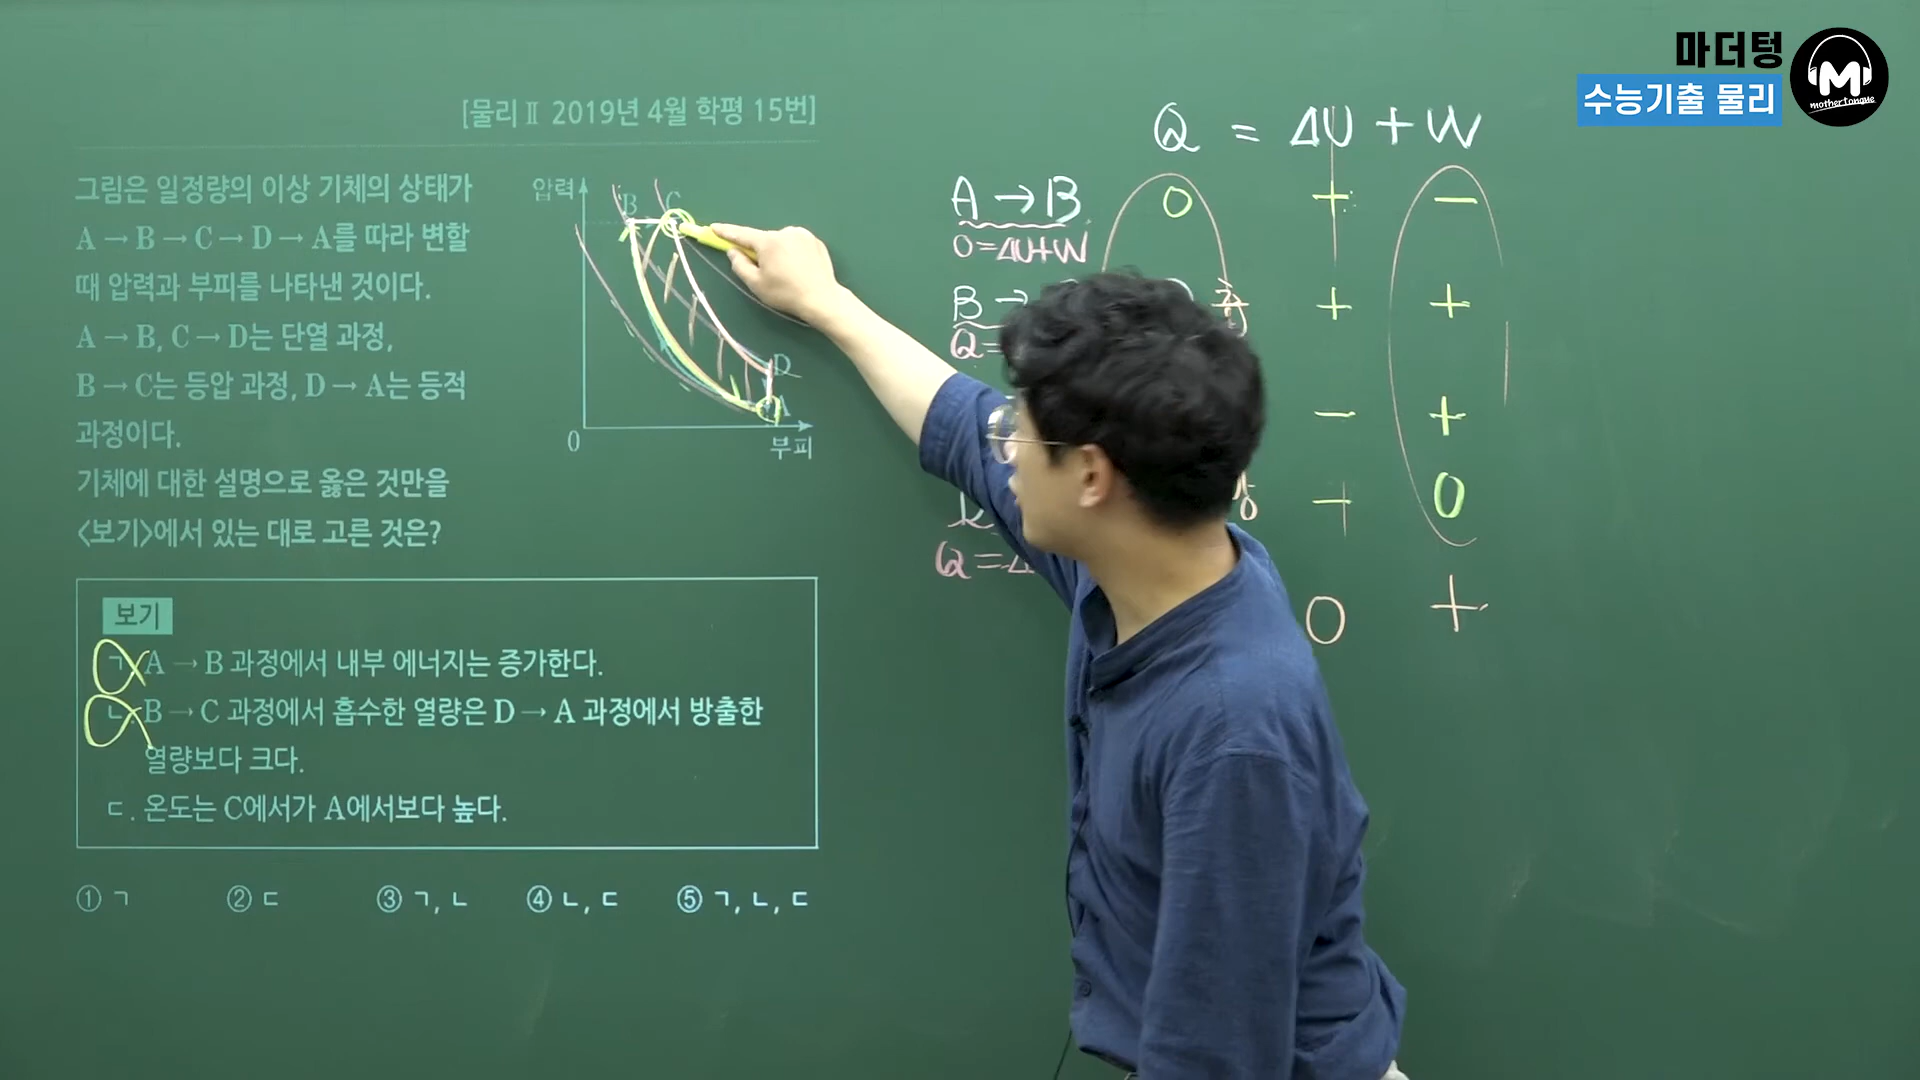 마더텅
수능기출 물리
mothertongue
[물리Ⅱ 2019년 4월 학평 15번]
그림은 일정량의 이상 기체의 상태가
A → B → C → D → A를 따라 변할
때 압력과 부피를 나타낸 것이다.
A → B, C → D는 단열 과정,
B → C는 등압 과정, D → A는 등적
과정이다.
기체에 대한 설명으로 옳은 것만을
<보기>에서 있는 대로 고른 것은?
압력
B C
D
A
0
부피
보기
ㄱ. A → B 과정에서 내부 에너지는 증가한다.
ㄴ. B → C 과정에서 흡수한 열량은 D → A 과정에서 방출한
열량보다 크다.
ㄷ. 온도는 C에서가 A에서보다 높다.
① ㄱ ② ㄷ ③ ㄱ, ㄴ ④ ㄴ, ㄷ ⑤ ㄱ, ㄴ, ㄷ
Q = ΔU + W
A → B 0 + −
0 = ΔU+W
B → + +
Q =
− +
0
Q = Δ
0 +